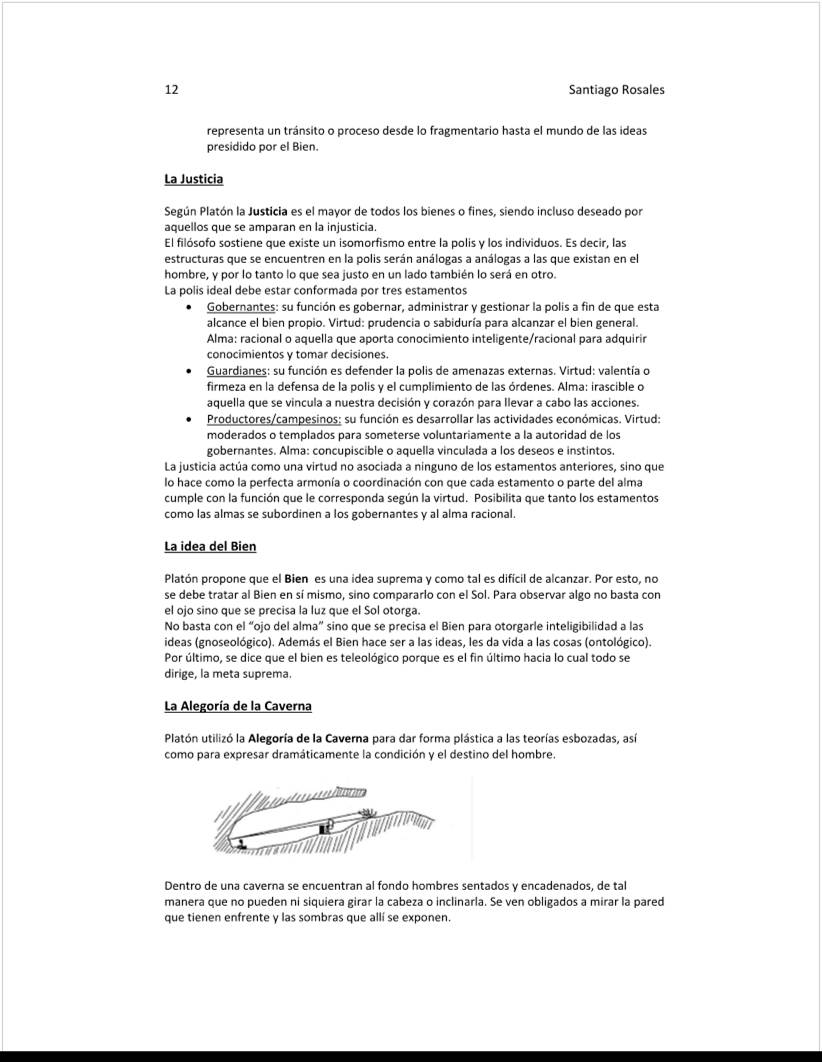 12 Santiago Rosales
representa un tránsito o proceso desde lo fragmentario hasta el mundo de las ideas
presidido por el Bien.
La Justicia
Según Platón la Justicia es el mayor de todos los bienes o fines, siendo incluso deseado por
aquellos que se amparan en la injusticia.
El filósofo sostiene que existe un isomorfismo entre la polis y los individuos. Es decir, las
estructuras que se encuentren en la polis serán análogas a análogas a las que existan en el
hombre, y por lo tanto lo que sea justo en un lado también lo será en otro.
La polis ideal debe estar conformada por tres estamentos
• Gobernantes: su función es gobernar, administrar y gestionar la polis a fin de que esta
alcance el bien propio. Virtud: prudencia o sabiduría para alcanzar el bien general.
Alma: racional o aquella que aporta conocimiento inteligente/racional para adquirir
conocimientos y tomar decisiones.
• Guardianes: su función es defender la polis de amenazas externas. Virtud: valentía o
firmeza en la defensa de la polis y el cumplimiento de las órdenes. Alma: irascible o
aquella que se vincula a nuestra decisión y corazón para llevar a cabo las acciones.
• Productores/campesinos: su función es desarrollar las actividades económicas. Virtud:
moderados o templados para someterse voluntariamente a la autoridad de los
gobernantes. Alma: concupiscible o aquella vinculada a los deseos e instintos.
La justicia actúa como una virtud no asociada a ninguno de los estamentos anteriores, sino que
lo hace como la perfecta armonía o coordinación con que cada estamento o parte del alma
cumple con la función que le corresponda según la virtud.  Posibilita que tanto los estamentos
como las almas se subordinen a los gobernantes y al alma racional.
La idea del Bien
Platón propone que el Bien  es una idea suprema y como tal es difícil de alcanzar. Por esto, no
se debe tratar al Bien en sí mismo, sino compararlo con el Sol. Para observar algo no basta con
el ojo sino que se precisa la luz que el Sol otorga.
No basta con el “ojo del alma” sino que se precisa el Bien para otorgarle inteligibilidad a las
ideas (gnoseológico). Además el Bien hace ser a las ideas, les da vida a las cosas (ontológico).
Por último, se dice que el bien es teleológico porque es el fin último hacia lo cual todo se
dirige, la meta suprema.
La Alegoría de la Caverna
Platón utilizó la Alegoría de la Caverna para dar forma plástica a las teorías esbozadas, así
como para expresar dramáticamente la condición y el destino del hombre.
Dentro de una caverna se encuentran al fondo hombres sentados y encadenados, de tal
manera que no pueden ni siquiera girar la cabeza o inclinarla. Se ven obligados a mirar la pared
que tienen enfrente y las sombras que allí se exponen.